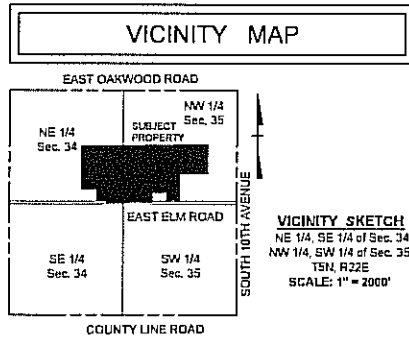 VICINITY MAP
EAST OAKWOOD ROAD
NE 1/4
Sec. 34
NW 1/4
Sec. 35
SUBJECT
PROPERTY
EAST ELM ROAD
SOUTH 10TH AVENUE
SE 1/4
Sec. 34
SW 1/4
Sec. 35
COUNTY LINE ROAD
VICINITY SKETCH
NE 1/4, SE 1/4 of Sec. 34
NW 1/4, SW 1/4 of Sec. 35
T5N, R22E
SCALE: 1" = 2000'